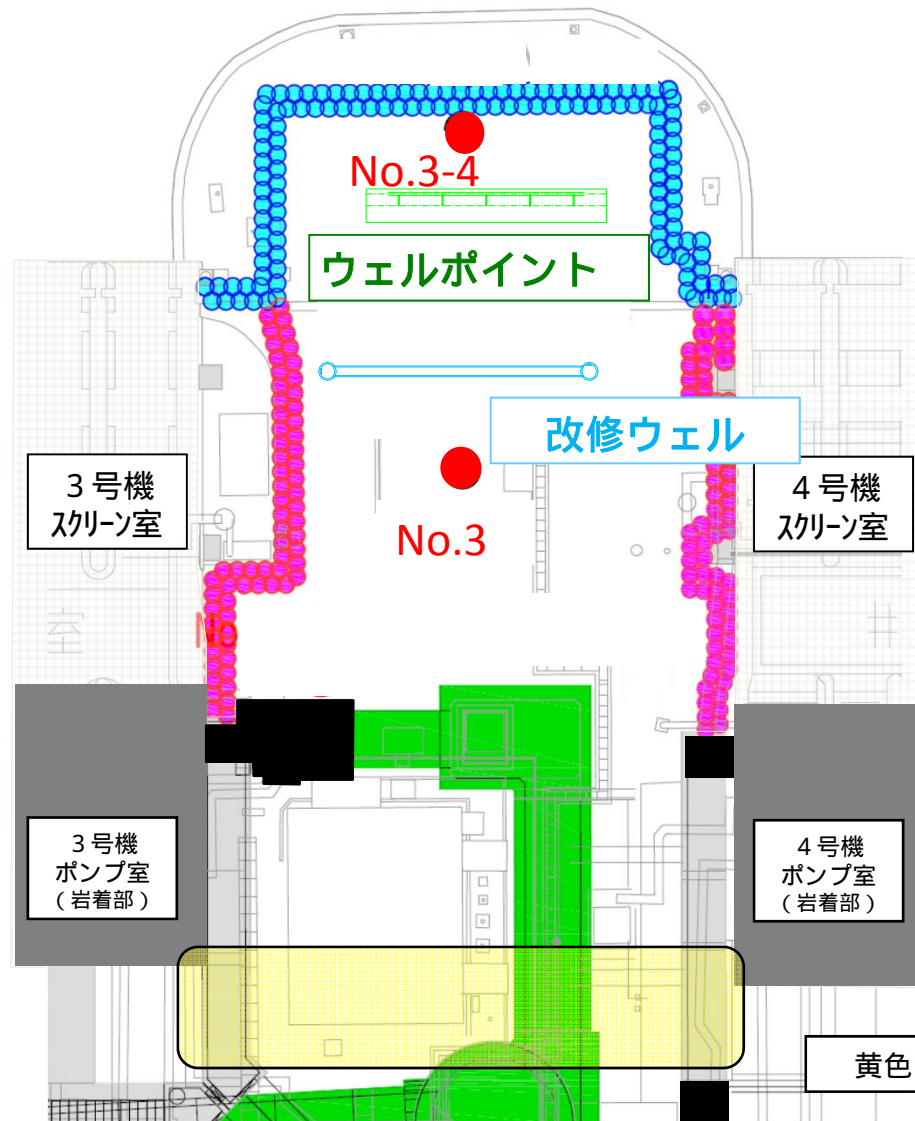 No.3-4
ウェルポイント
改修ウェル
３号機
スクリーン室
４号機
スクリーン室
No.3
No
３号機
ポンプ室
（岩着部）
４号機
ポンプ室
（岩着部）
黄色